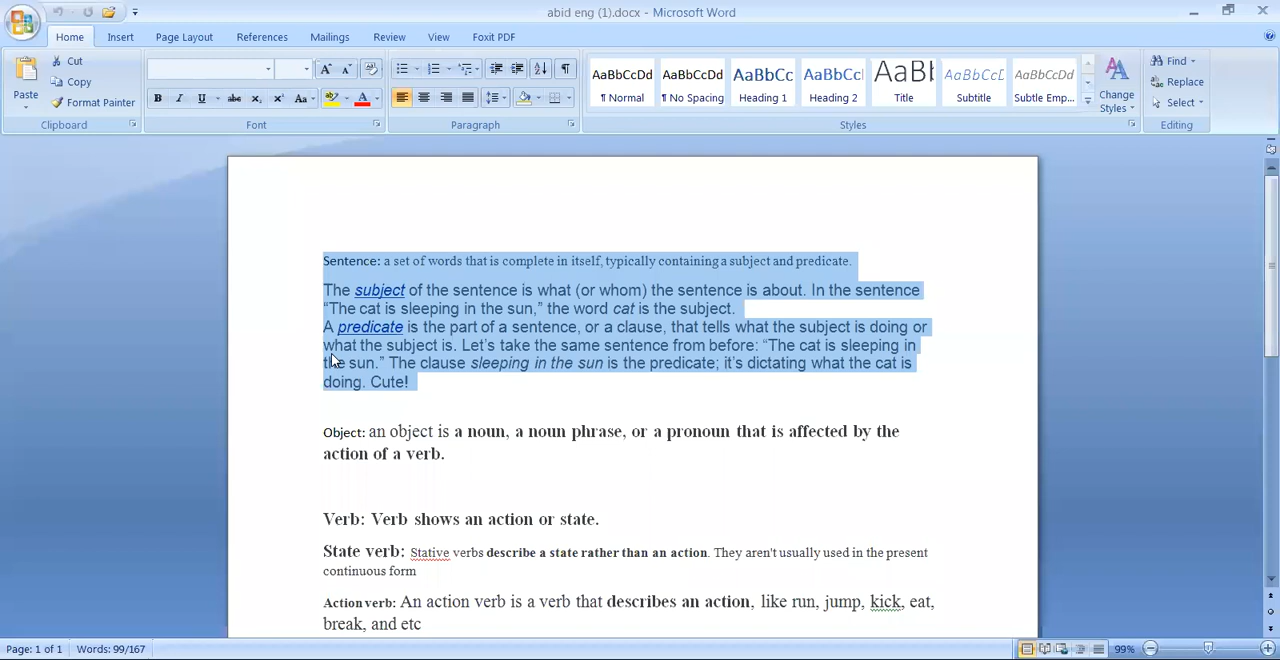 abid eng (1).docx - Microsoft Word
Home Insert Page Layout References Mailings Review View Foxit PDF
Paste Cut Copy Format Painter
Clipboard Font Paragraph Styles Editing
AaBbCcDd AaBbCcDd AaBbCc AaBbCc AaBb AaBbCcD AaBbCcDd
¶ Normal ¶ No Spacing Heading 1 Heading 2 Title Subtitle Subtle Emp...
Change Styles
Find Replace Select
Sentence: a set of words that is complete in itself, typically containing a subject and predicate.
The subject of the sentence is what (or whom) the sentence is about. In the sentence
“The cat is sleeping in the sun,” the word cat is the subject.
A predicate is the part of a sentence, or a clause, that tells what the subject is doing or
what the subject is. Let’s take the same sentence from before: “The cat is sleeping in
the sun.” The clause sleeping in the sun is the predicate; it’s dictating what the cat is
doing. Cute!
Object: an object is a noun, a noun phrase, or a pronoun that is affected by the
action of a verb.
Verb: Verb shows an action or state.
State verb: Stative verbs describe a state rather than an action. They aren't usually used in the present
continuous form
Action verb: An action verb is a verb that describes an action, like run, jump, kick, eat,
break, and etc
Page: 1 of 1 Words: 99/167 99%